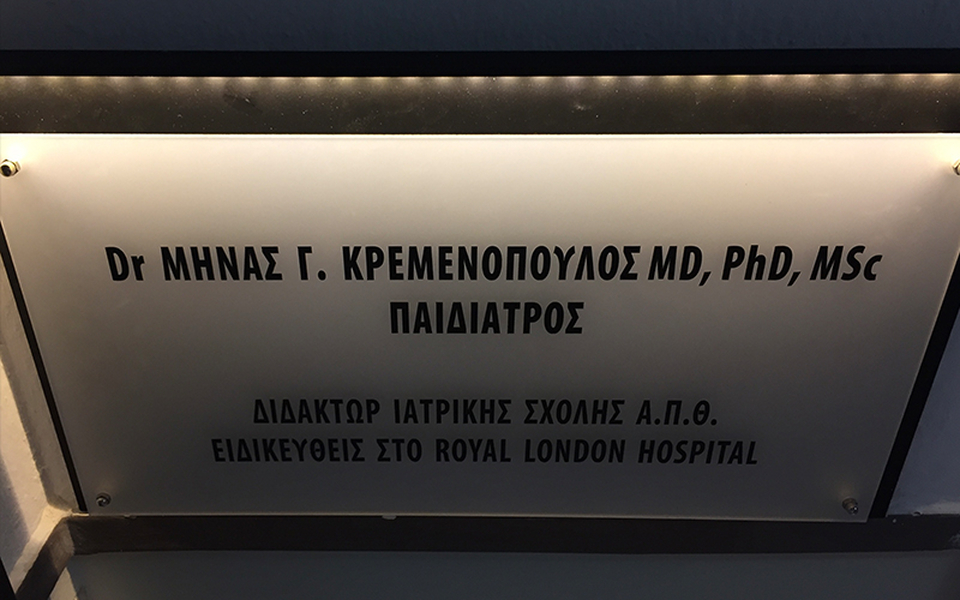 Dr ΜΗΝΑΣ Γ. ΚΡΕΜΕΝΟΠΟΥΛΟΣ MD, PhD, MSc
ΠΑΙΔΙΑΤΡΟΣ
ΔΙΔΑΚΤΩΡ ΙΑΤΡΙΚΗΣ ΣΧΟΛΗΣ Α.Π.Θ.
ΕΙΔΙΚΕΥΘΕΙΣ ΣΤΟ ROYAL LONDON HOSPITAL